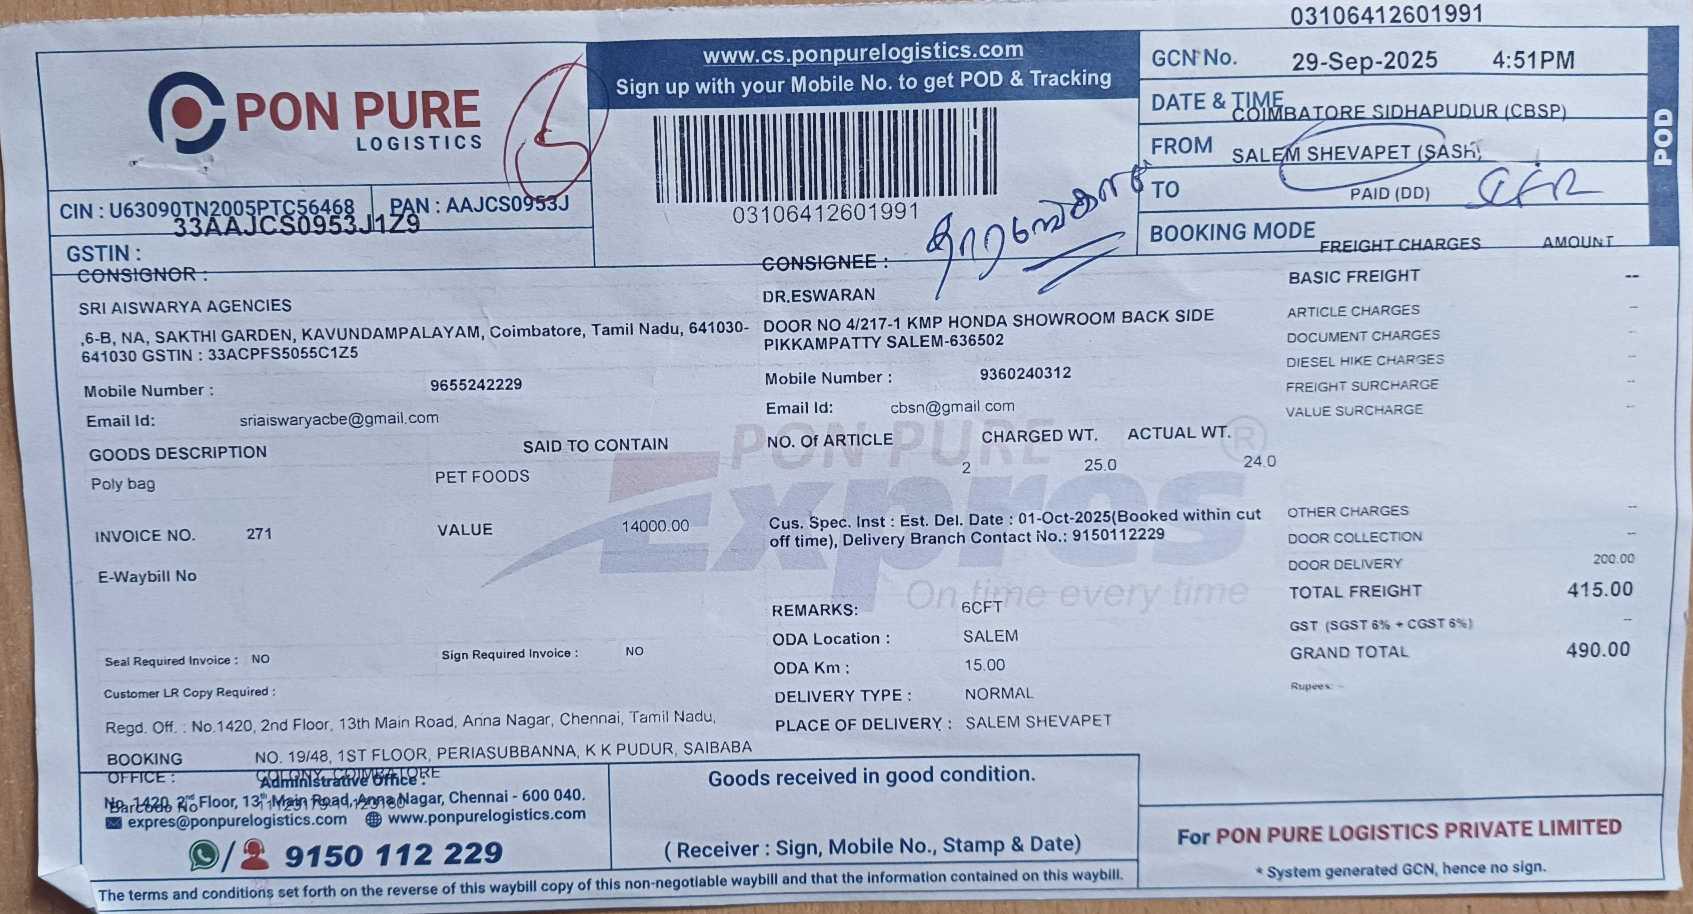 03106412601991
PON PURE
LOGISTICS
www.cs.ponpurelogistics.com
Sign up with your Mobile No. to get POD & Tracking
03106412601991
GCN No.
29-Sep-2025 4:51PM
DATE & TIME
COIMBATORE SIDHAPUDUR (CBSP)
FROM
SALEM SHEVAPET (SASH)
TO
PAID (DD)
BOOKING MODE
POD
CIN : U63090TN2005PTC56468
PAN : AAJCS0953J
33AAJCS0953J1Z9
GSTIN :
CONSIGNOR :
SRI AISWARYA AGENCIES
,6-B, NA, SAKTHI GARDEN, KAVUNDAMPALAYAM, Coimbatore, Tamil Nadu, 641030-
641030 GSTIN : 33ACPFS5055C1Z5
Mobile Number : 9655242229
Email Id: sriaiswaryacbe@gmail.com
CONSIGNEE :
DR.ESWARAN
DOOR NO 4/217-1 KMP HONDA SHOWROOM BACK SIDE
PIKKAMPATTY SALEM-636502
Mobile Number : 9360240312
Email Id: cbsn@gmail.com
FREIGHT CHARGES AMOUNT
BASIC FREIGHT --
ARTICLE CHARGES --
DOCUMENT CHARGES --
DIESEL HIKE CHARGES --
FREIGHT SURCHARGE --
VALUE SURCHARGE --
GOODS DESCRIPTION SAID TO CONTAIN
Poly bag PET FOODS
NO. Of ARTICLE CHARGED WT. ACTUAL WT.
2 25.0 24.0
PON PURE
Expres ®
On time every time
INVOICE NO. 271 VALUE 14000.00
E-Waybill No
Cus. Spec. Inst : Est. Del. Date : 01-Oct-2025(Booked within cut
off time), Delivery Branch Contact No.: 9150112229
OTHER CHARGES --
DOOR COLLECTION --
DOOR DELIVERY 200.00
TOTAL FREIGHT 415.00
GST (SGST 6% + CGST 6%) --
GRAND TOTAL 490.00
Rupees: -
REMARKS: 6CFT
ODA Location : SALEM
ODA Km : 15.00
DELIVERY TYPE : NORMAL
PLACE OF DELIVERY : SALEM SHEVAPET
Seal Required Invoice : NO Sign Required Invoice : NO
Customer LR Copy Required :
Regd. Off. : No.1420, 2nd Floor, 13th Main Road, Anna Nagar, Chennai, Tamil Nadu,
BOOKING OFFICE : NO. 19/48, 1ST FLOOR, PERIASUBBANNA, K K PUDUR, SAIBABA
COLONY, COIMBATORE
Administrative Office :
No. 1420, 2nd Floor, 13th Main Road, Anna Nagar, Chennai - 600 040.
Barcode No
expres@ponpurelogistics.com www.ponpurelogistics.com
/ 9150 112 229
Goods received in good condition.
( Receiver : Sign, Mobile No., Stamp & Date)
For PON PURE LOGISTICS PRIVATE LIMITED
* System generated GCN, hence no sign.
The terms and conditions set forth on the reverse of this waybill copy of this non-negotiable waybill and that the information contained on this waybill.